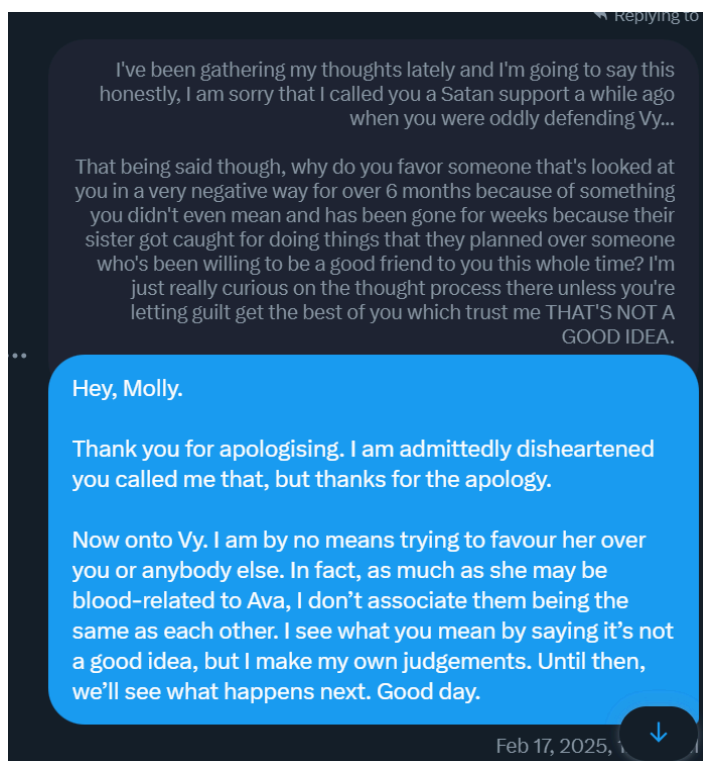 Replying to
I've been gathering my thoughts lately and I'm going to say this
honestly, I am sorry that I called you a Satan support a while ago
when you were oddly defending Vy...
That being said though, why do you favor someone that's looked at
you in a very negative way for over 6 months because of something
you didn't even mean and has been gone for weeks because their
sister got caught for doing things that they planned over someone
who's been willing to be a good friend to you this whole time? I'm
just really curious on the thought process there unless you're
letting guilt get the best of you which trust me THAT'S NOT A
GOOD IDEA.
Hey, Molly.
Thank you for apologising. I am admittedly disheartened
you called me that, but thanks for the apology.
Now onto Vy. I am by no means trying to favour her over
you or anybody else. In fact, as much as she may be
blood-related to Ava, I don’t associate them being the
same as each other. I see what you mean by saying it’s not
a good idea, but I make my own judgements. Until then,
we’ll see what happens next. Good day.
Feb 17, 2025,